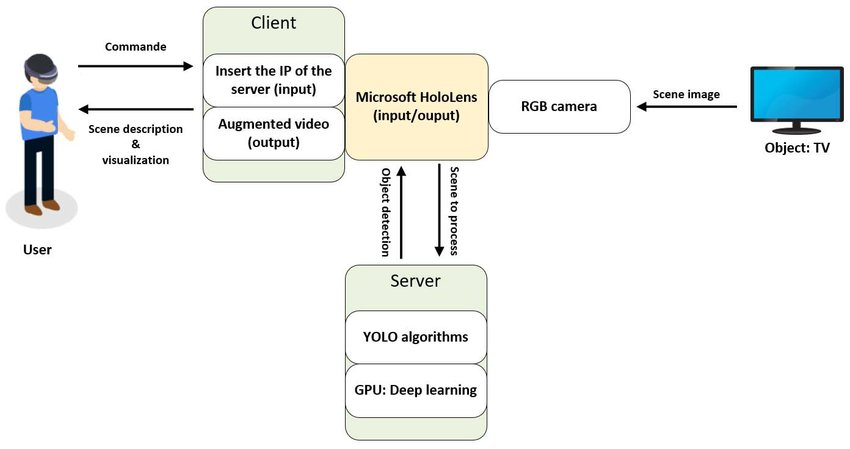 Client
Commande
Insert the IP of the
server (input)
Microsoft HoloLens
(input/ouput)
RGB camera
Scene image
Scene description
&
visualization
Augmented video
(output)
Object: TV
User
Object detection
Scene to process
Server
YOLO algorithms
GPU: Deep learning